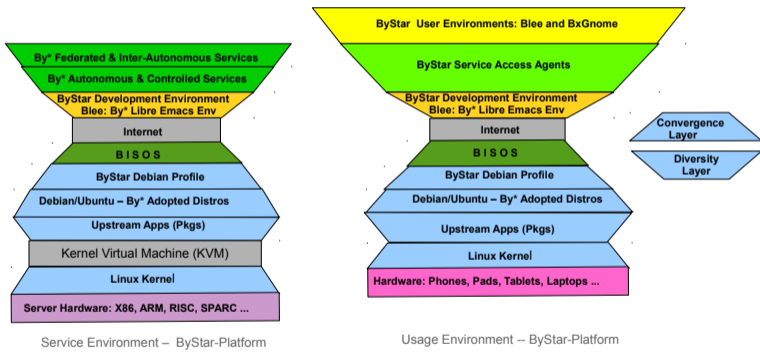 By* Federated & Inter-Autonomous Services
By* Autonomous & Controlled Services
ByStar Development Environment
Blee: By* Libre Emacs Env
Internet
B I S O S
ByStar Debian Profile
Debian/Ubuntu – By* Adopted Distros
Upstream Apps (Pkgs)
Kernel Virtual Machine (KVM)
Linux Kernel
Server Hardware: X86, ARM, RISC, SPARC ...
Service Environment – ByStar-Platform
ByStar User Environments: Blee and BxGnome
ByStar Service Access Agents
ByStar Development Environment
Blee: By* Libre Emacs Env
Internet
B I S O S
ByStar Debian Profile
Debian/Ubuntu – By* Adopted Distros
Upstream Apps (Pkgs)
Linux Kernel
Hardware: Phones, Pads, Tablets, Laptops ...
Usage Environment -- ByStar-Platform
Convergence
Layer
Diversity
Layer